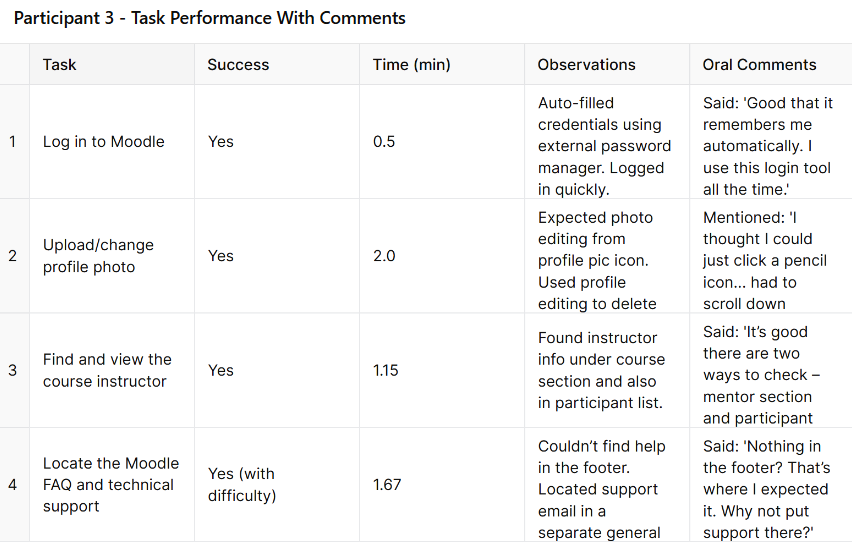 Participant 3 - Task Performance With Comments
Task Success Time (min) Observations Oral Comments
1
Log in to Moodle
Yes
0.5
Auto-filled
credentials using
external password
manager. Logged
in quickly.
Said: 'Good that it
remembers me
automatically. I
use this login tool
all the time.'
2
Upload/change
profile photo
Yes
2.0
Expected photo
editing from
profile pic icon.
Used profile
editing to delete
Mentioned: 'I
thought I could
just click a pencil
icon... had to
scroll down
3
Find and view the
course instructor
Yes
1.15
Found instructor
info under course
section and also
in participant list.
Said: 'It’s good
there are two
ways to check –
mentor section
and participant
4
Locate the Moodle
FAQ and technical
support
Yes (with
difficulty)
1.67
Couldn’t find help
in the footer.
Located support
email in a
separate general
Said: 'Nothing in
the footer? That’s
where I expected
it. Why not put
support there?'